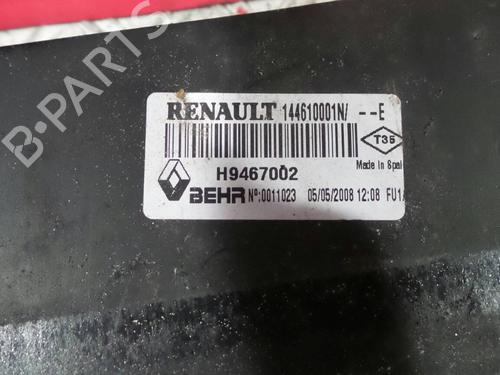 B-PARTS
RENAULT 144610001N/ --E
T35
Made in Spai
H9467002
BEHR Nº:0011023 05/05/2008 12:08 FU1